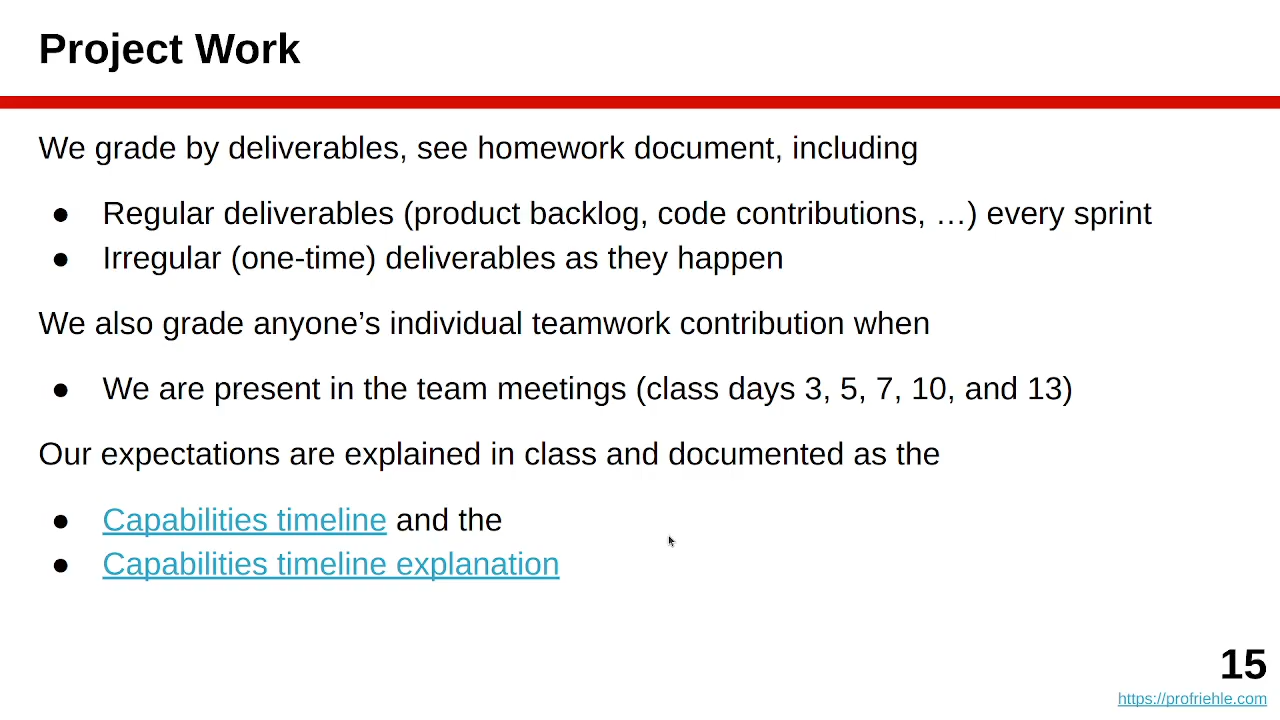 Project Work
We grade by deliverables, see homework document, including
● Regular deliverables (product backlog, code contributions, …) every sprint
● Irregular (one-time) deliverables as they happen
We also grade anyone’s individual teamwork contribution when
● We are present in the team meetings (class days 3, 5, 7, 10, and 13)
Our expectations are explained in class and documented as the
● Capabilities timeline and the
● Capabilities timeline explanation
15
https://profriehle.com